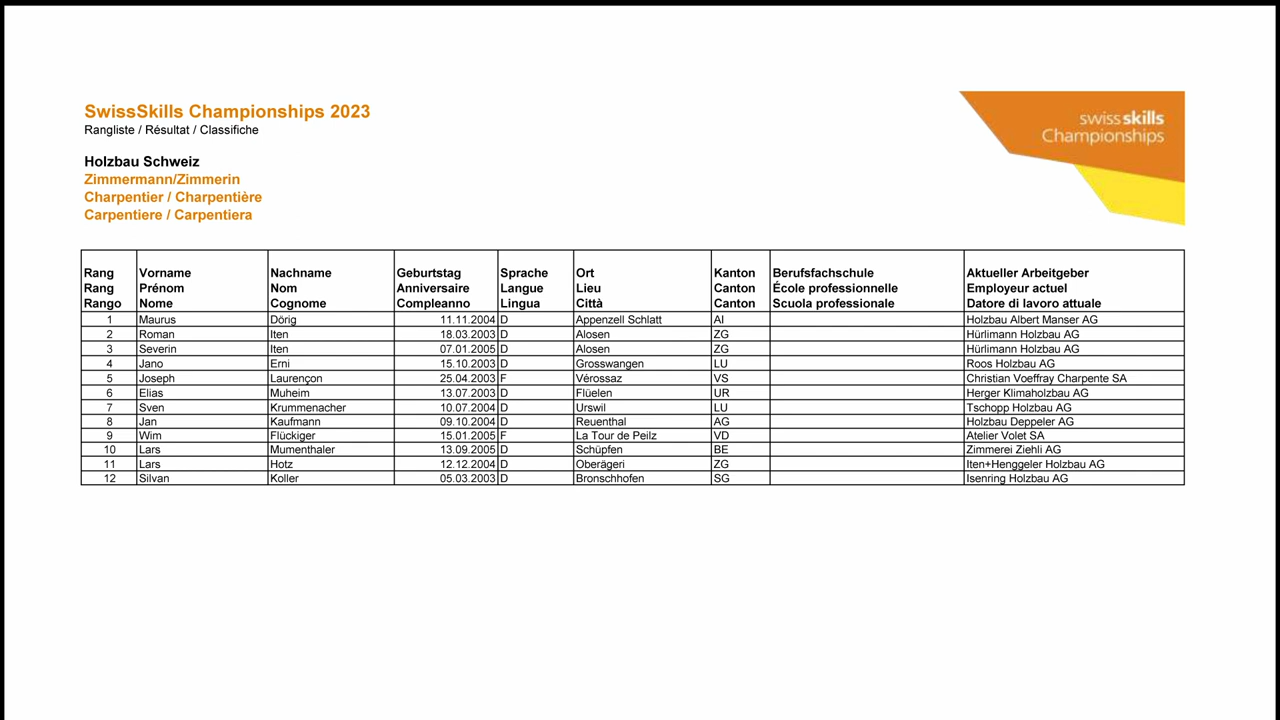 SwissSkills Championships 2023
Rangliste / Résultat / Classifiche
swiss skills
Championships
Holzbau Schweiz
Zimmermann/Zimmerin
Charpentier / Charpentière
Carpentiere / Carpentiera
Rang Vorname Nachname Geburtstag Sprache Ort Kanton Berufsfachschule Aktueller Arbeitgeber
Rang Prénom Nom Anniversaire Langue Lieu Canton École professionnelle Employeur actuel
Rango Nome Cognome Compleanno Lingua Città Canton Scuola professionale Datore di lavoro attuale
1 Maurus Dörig 11.11.2004 D Appenzell Schlatt AI Holzbau Albert Manser AG
2 Roman Iten 18.03.2003 D Alosen ZG Hürlimann Holzbau AG
3 Severin Iten 07.01.2005 D Alosen ZG Hürlimann Holzbau AG
4 Jano Erni 15.10.2003 D Grosswangen LU Roos Holzbau AG
5 Joseph Laurençon 25.04.2003 F Vérossaz VS Christian Voeffray Charpente SA
6 Elias Muheim 13.07.2003 D Flüelen UR Herger Klimaholzbau AG
7 Sven Krummenacher 10.07.2004 D Urswil LU Tschopp Holzbau AG
8 Jan Kaufmann 09.10.2004 D Reuenthal AG Holzbau Deppeler AG
9 Wim Flückiger 15.01.2005 F La Tour de Peilz VD Atelier Volet SA
10 Lars Mumenthaler 13.09.2005 D Schüpfen BE Zimmerei Ziehli AG
11 Lars Hotz 12.12.2004 D Oberägeri ZG Iten+Henggeler Holzbau AG
12 Silvan Koller 05.03.2003 D Bronschhofen SG Isenring Holzbau AG